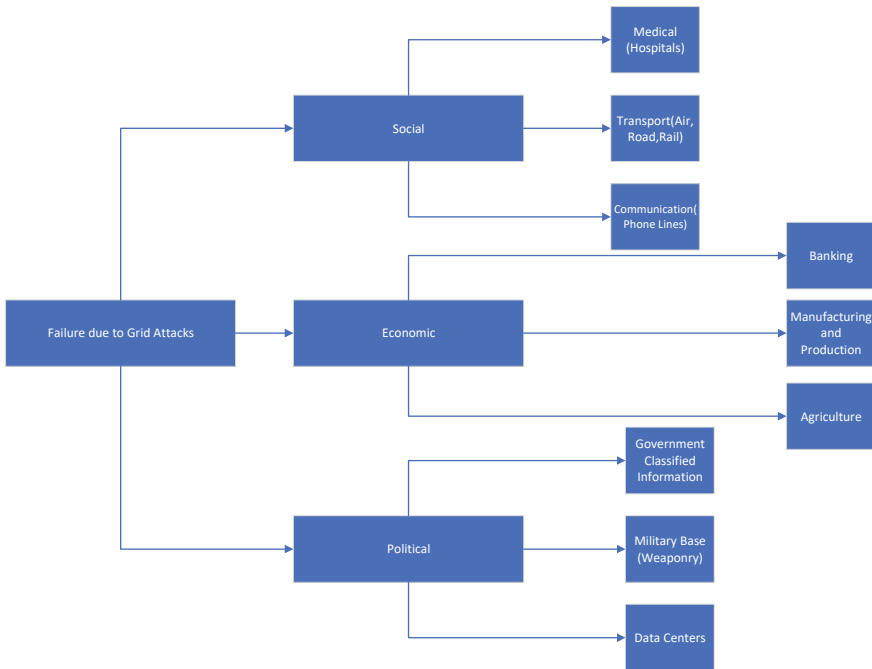 Medical
(Hospitals)
Social
Transport(Air,
Road,Rail)
Communication(
Phone Lines)
Banking
Failure due to Grid Attacks
Economic
Manufacturing
and
Production
Agriculture
Government
Classified
Information
Political
Military Base
(Weaponry)
Data Centers